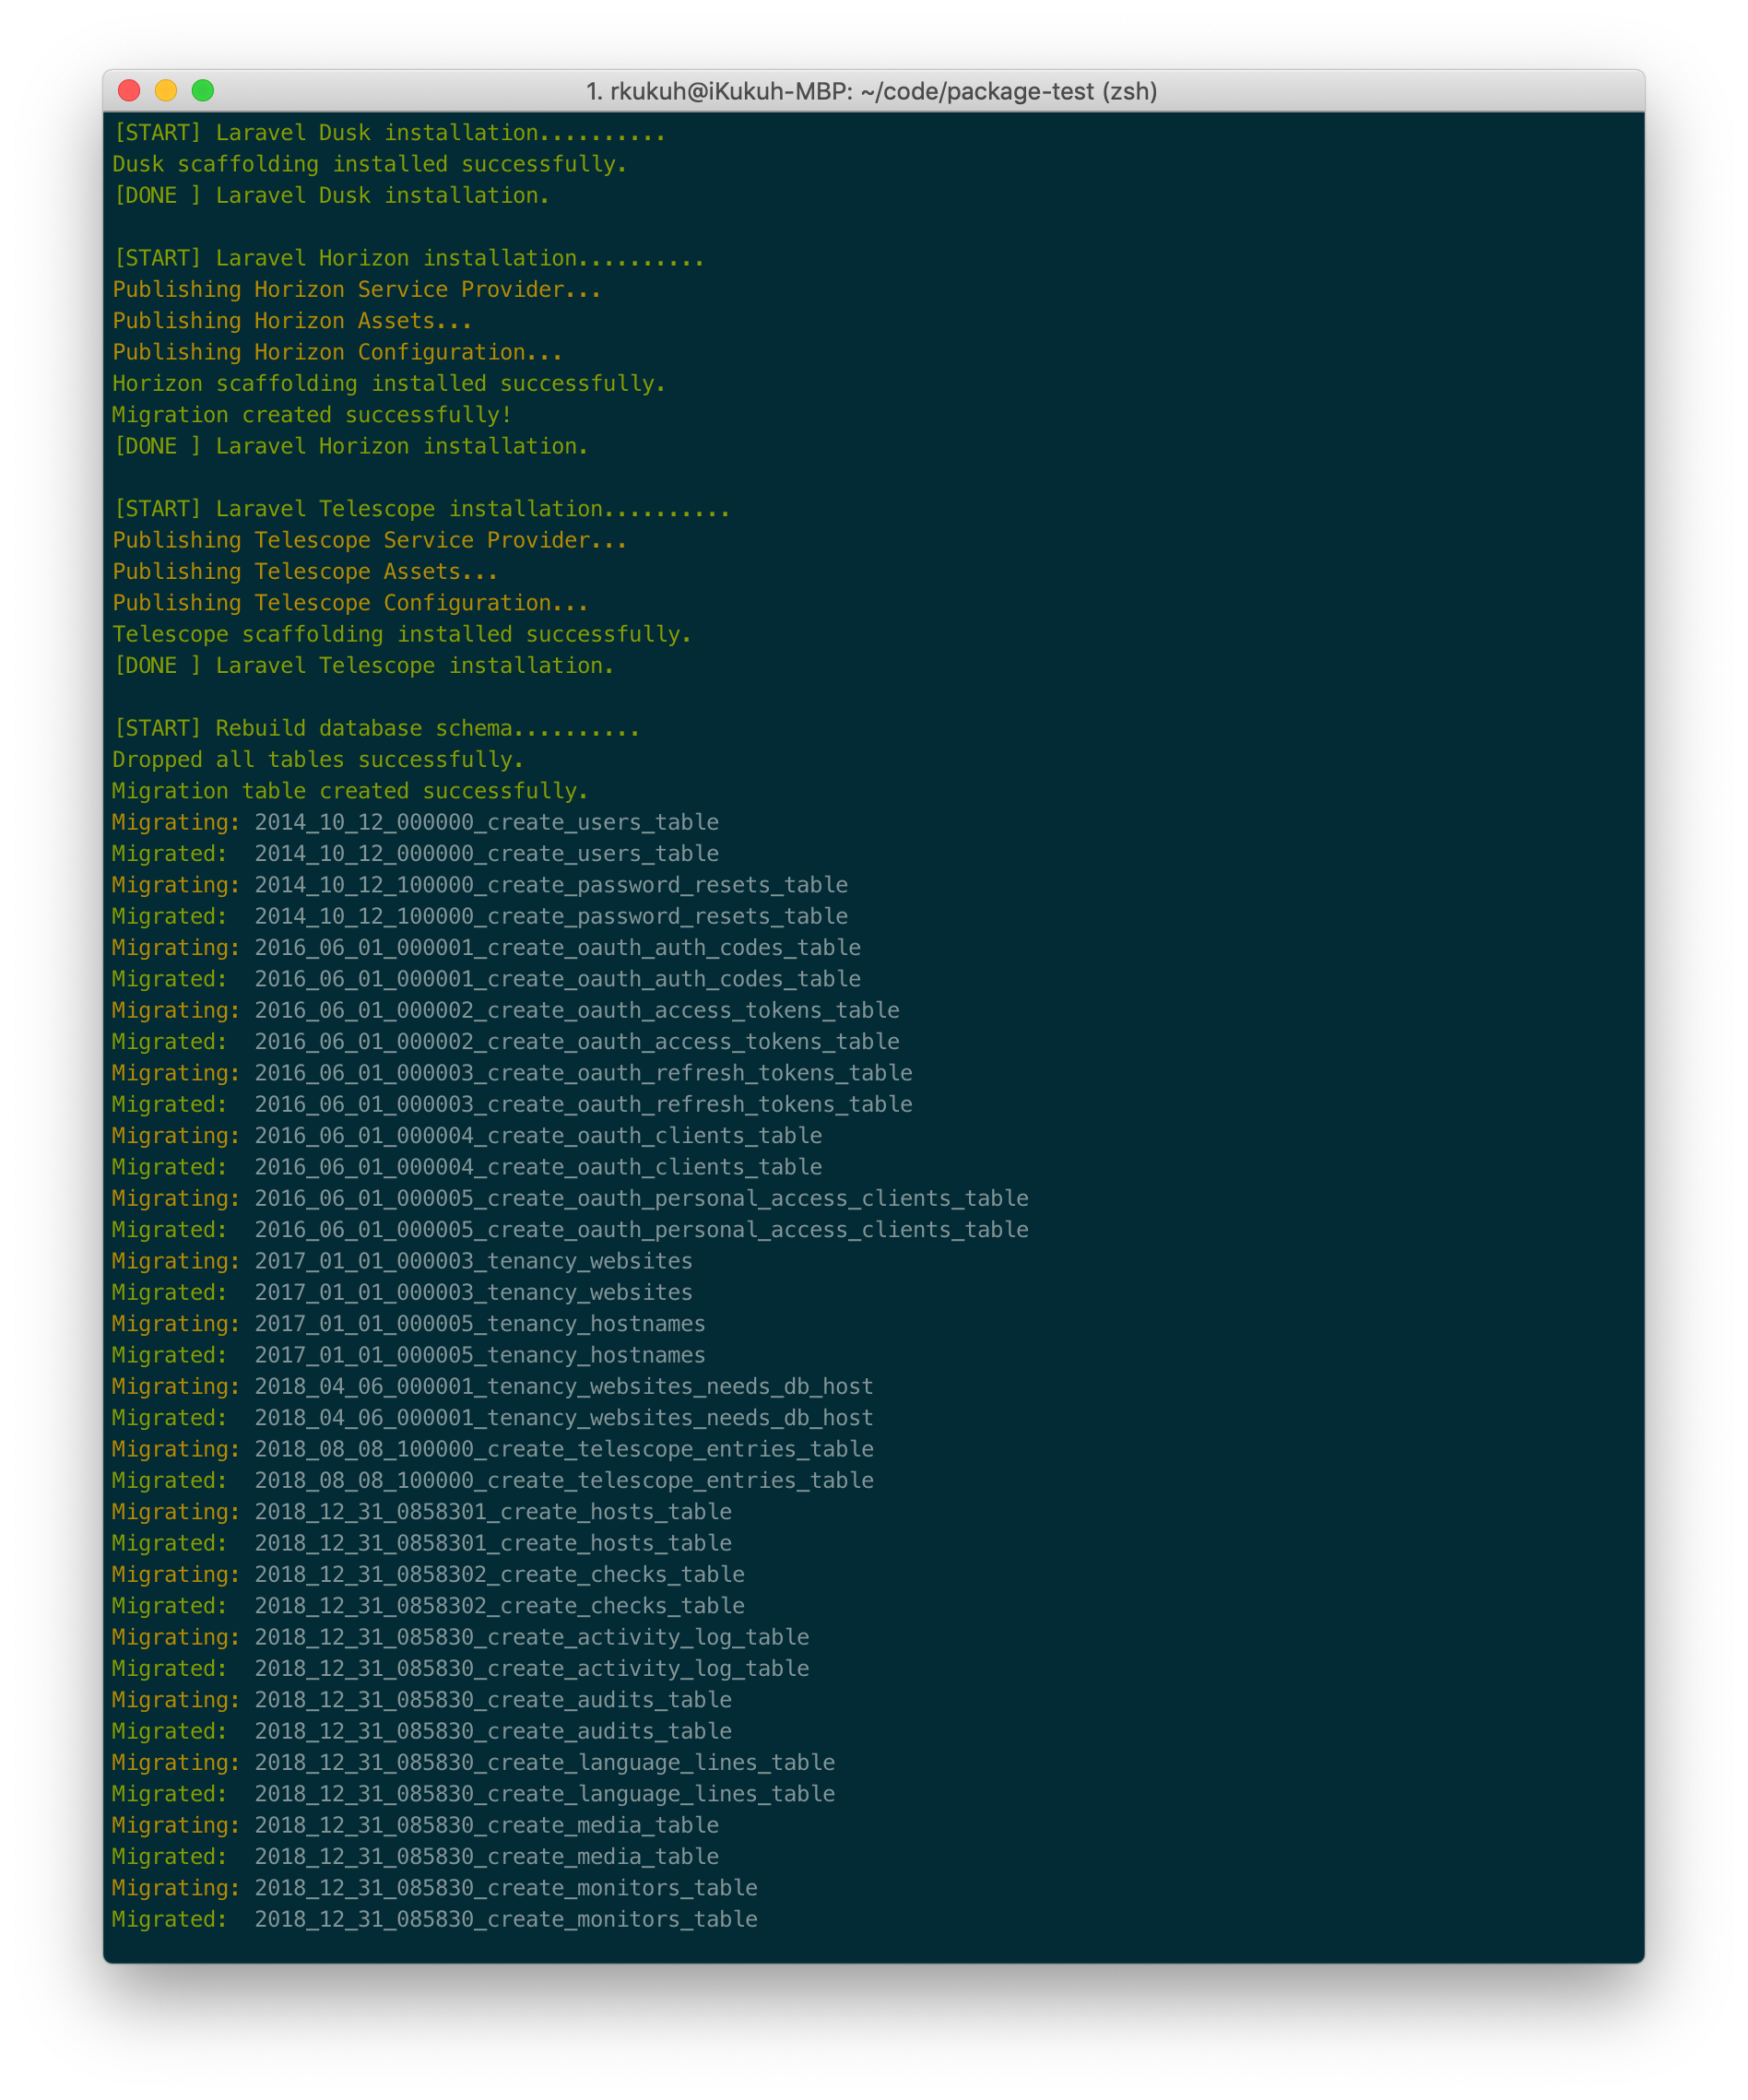 1. rkukuh@iKukuh-MBP: ~/code/package-test (zsh)
[START] Laravel Dusk installation..........
Dusk scaffolding installed successfully.
[DONE ] Laravel Dusk installation.
[START] Laravel Horizon installation..........
Publishing Horizon Service Provider...
Publishing Horizon Assets...
Publishing Horizon Configuration...
Horizon scaffolding installed successfully.
Migration created successfully!
[DONE ] Laravel Horizon installation.
[START] Laravel Telescope installation..........
Publishing Telescope Service Provider...
Publishing Telescope Assets...
Publishing Telescope Configuration...
Telescope scaffolding installed successfully.
[DONE ] Laravel Telescope installation.
[START] Rebuild database schema..........
Dropped all tables successfully.
Migration table created successfully.
Migrating: 2014_10_12_000000_create_users_table
Migrated:  2014_10_12_000000_create_users_table
Migrating: 2014_10_12_100000_create_password_resets_table
Migrated:  2014_10_12_100000_create_password_resets_table
Migrating: 2016_06_01_000001_create_oauth_auth_codes_table
Migrated:  2016_06_01_000001_create_oauth_auth_codes_table
Migrating: 2016_06_01_000002_create_oauth_access_tokens_table
Migrated:  2016_06_01_000002_create_oauth_access_tokens_table
Migrating: 2016_06_01_000003_create_oauth_refresh_tokens_table
Migrated:  2016_06_01_000003_create_oauth_refresh_tokens_table
Migrating: 2016_06_01_000004_create_oauth_clients_table
Migrated:  2016_06_01_000004_create_oauth_clients_table
Migrating: 2016_06_01_000005_create_oauth_personal_access_clients_table
Migrated:  2016_06_01_000005_create_oauth_personal_access_clients_table
Migrating: 2017_01_01_000003_tenancy_websites
Migrated:  2017_01_01_000003_tenancy_websites
Migrating: 2017_01_01_000005_tenancy_hostnames
Migrated:  2017_01_01_000005_tenancy_hostnames
Migrating: 2018_04_06_000001_tenancy_websites_needs_db_host
Migrated:  2018_04_06_000001_tenancy_websites_needs_db_host
Migrating: 2018_08_08_100000_create_telescope_entries_table
Migrated:  2018_08_08_100000_create_telescope_entries_table
Migrating: 2018_12_31_0858301_create_hosts_table
Migrated:  2018_12_31_0858301_create_hosts_table
Migrating: 2018_12_31_0858302_create_checks_table
Migrated:  2018_12_31_0858302_create_checks_table
Migrating: 2018_12_31_085830_create_activity_log_table
Migrated:  2018_12_31_085830_create_activity_log_table
Migrating: 2018_12_31_085830_create_audits_table
Migrated:  2018_12_31_085830_create_audits_table
Migrating: 2018_12_31_085830_create_language_lines_table
Migrated:  2018_12_31_085830_create_language_lines_table
Migrating: 2018_12_31_085830_create_media_table
Migrated:  2018_12_31_085830_create_media_table
Migrating: 2018_12_31_085830_create_monitors_table
Migrated:  2018_12_31_085830_create_monitors_table